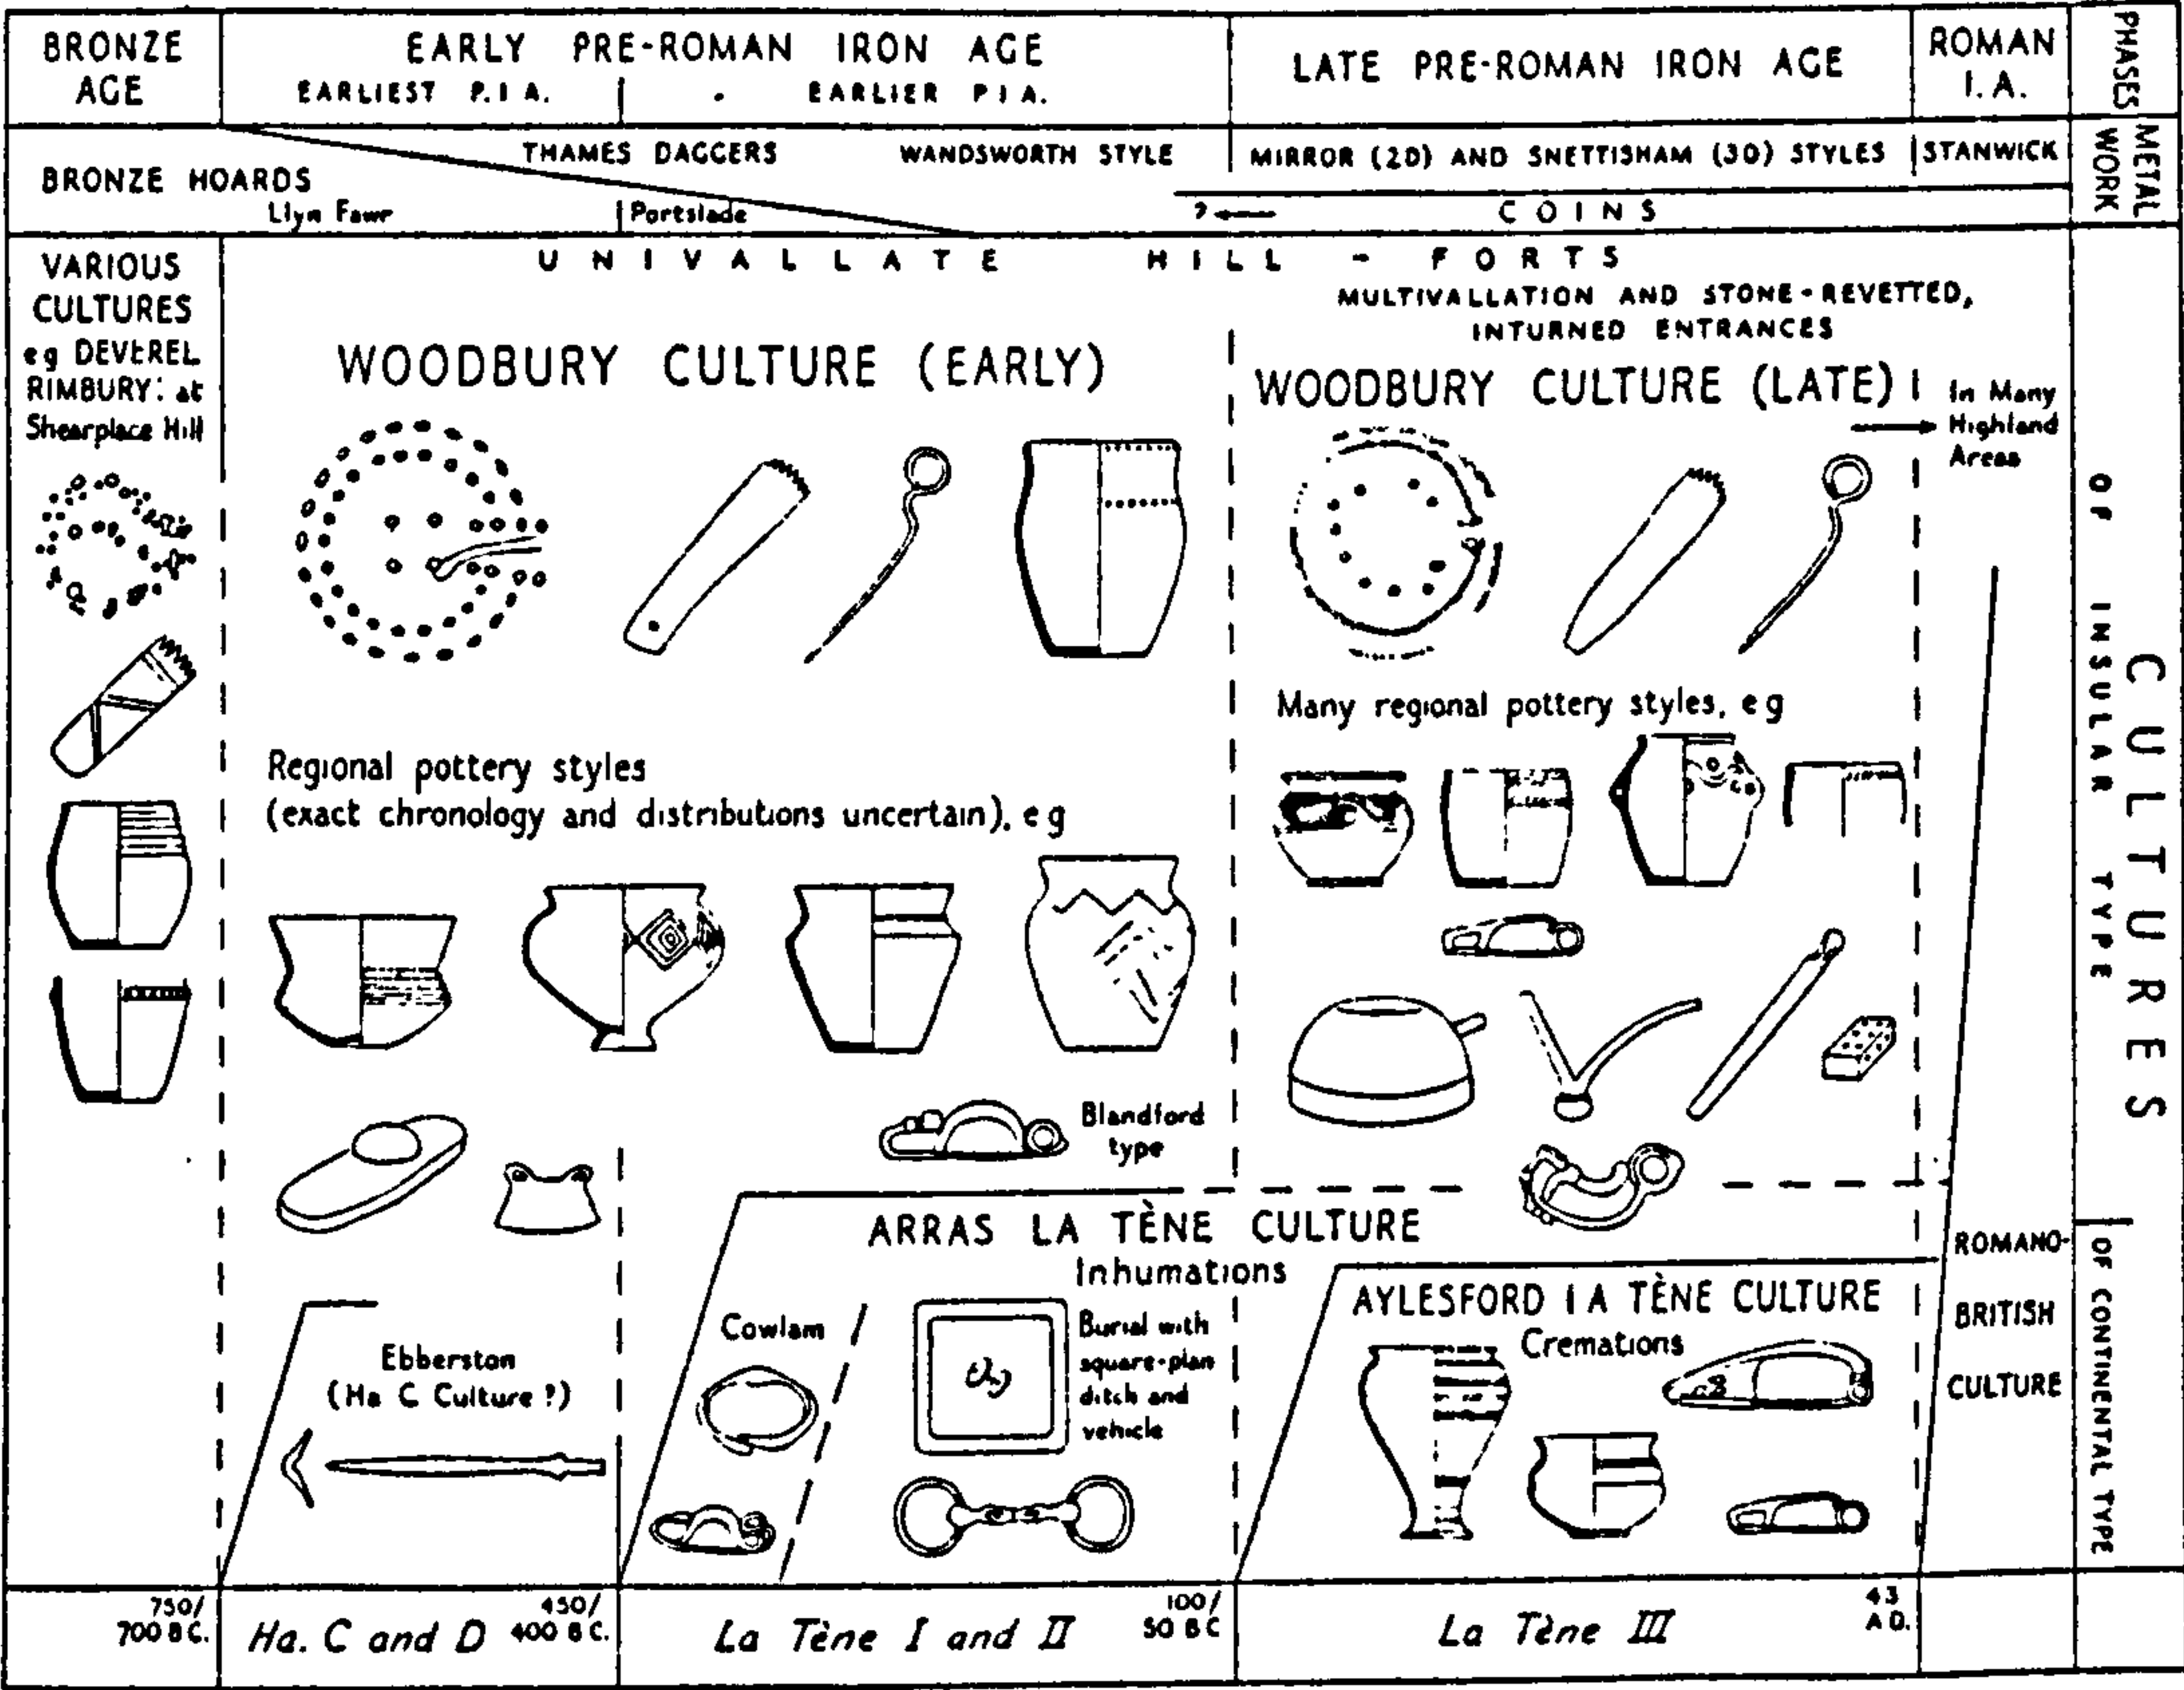 BRONZE AGE
EARLY PRE-ROMAN IRON AGE
EARLIEST P.I A.
EARLIER P I A.
LATE PRE-ROMAN IRON AGE
ROMAN I. A.
PHASES
BRONZE HOARDS
Llyn Fawr
Portslade
THAMES DAGGERS
WANDSWORTH STYLE
MIRROR (2D) AND SNETTISHAM (3D) STYLES
STANWICK
? COINS
METAL WORK
UNIVALLATE HILL - FORTS
MULTIVALLATION AND STONE-REVETTED,
INTURNED ENTRANCES
VARIOUS
CULTURES
eg DEVEREL
RIMBURY: at
Shearplace Hill
WOODBURY CULTURE (EARLY)
WOODBURY CULTURE (LATE)
In Many
Highland
Areas
Many regional pottery styles, e g
Regional pottery styles
(exact chronology and distributions uncertain), e g
Blandford
type
CULTURES
OF INSULAR TYPE
OF CONTINENTAL TYPE
ARRAS LA TÈNE CULTURE
Inhumations
Cowlam
Burial with
square-plan
ditch and
vehicle
Ebberston
(Ha C Culture ?)
AYLESFORD LA TÈNE CULTURE
Cremations
ROMANO-
BRITISH
CULTURE
750/
700 B C.
Ha. C and D
450/
400 B C.
La Tène I and II
100/
50 B C
La Tène III
43
A D.